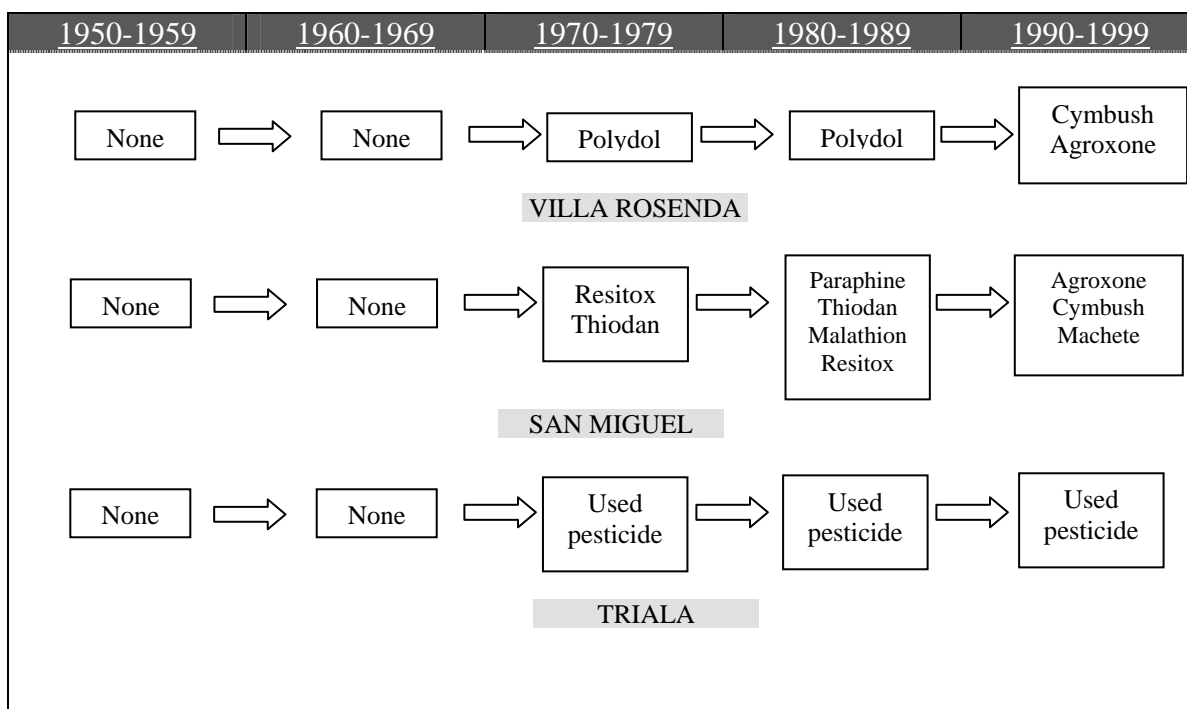 1950-1959 1960-1969 1970-1979 1980-1989 1990-1999
None None Polydol Polydol Cymbush
Agroxone
VILLA ROSENDA
None None Resitox
Thiodan
Paraphine
Thiodan
Malathion
Resitox
Agroxone
Cymbush
Machete
SAN MIGUEL
None None Used
pesticide
Used
pesticide
Used
pesticide
TRIALA